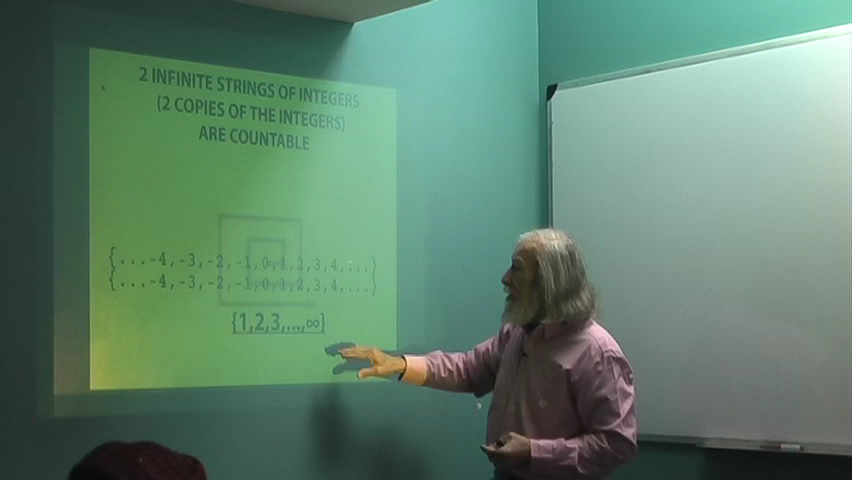 2 INFINITE STRINGS OF INTEGERS
(2 COPIES OF THE INTEGERS)
ARE COUNTABLE
{...-4,-3,-2,-1,0,1,2,3,4,...}
{...-4,-3,-2,-1,0,1,2,3,4,...}
{1,2,3,...,∞}